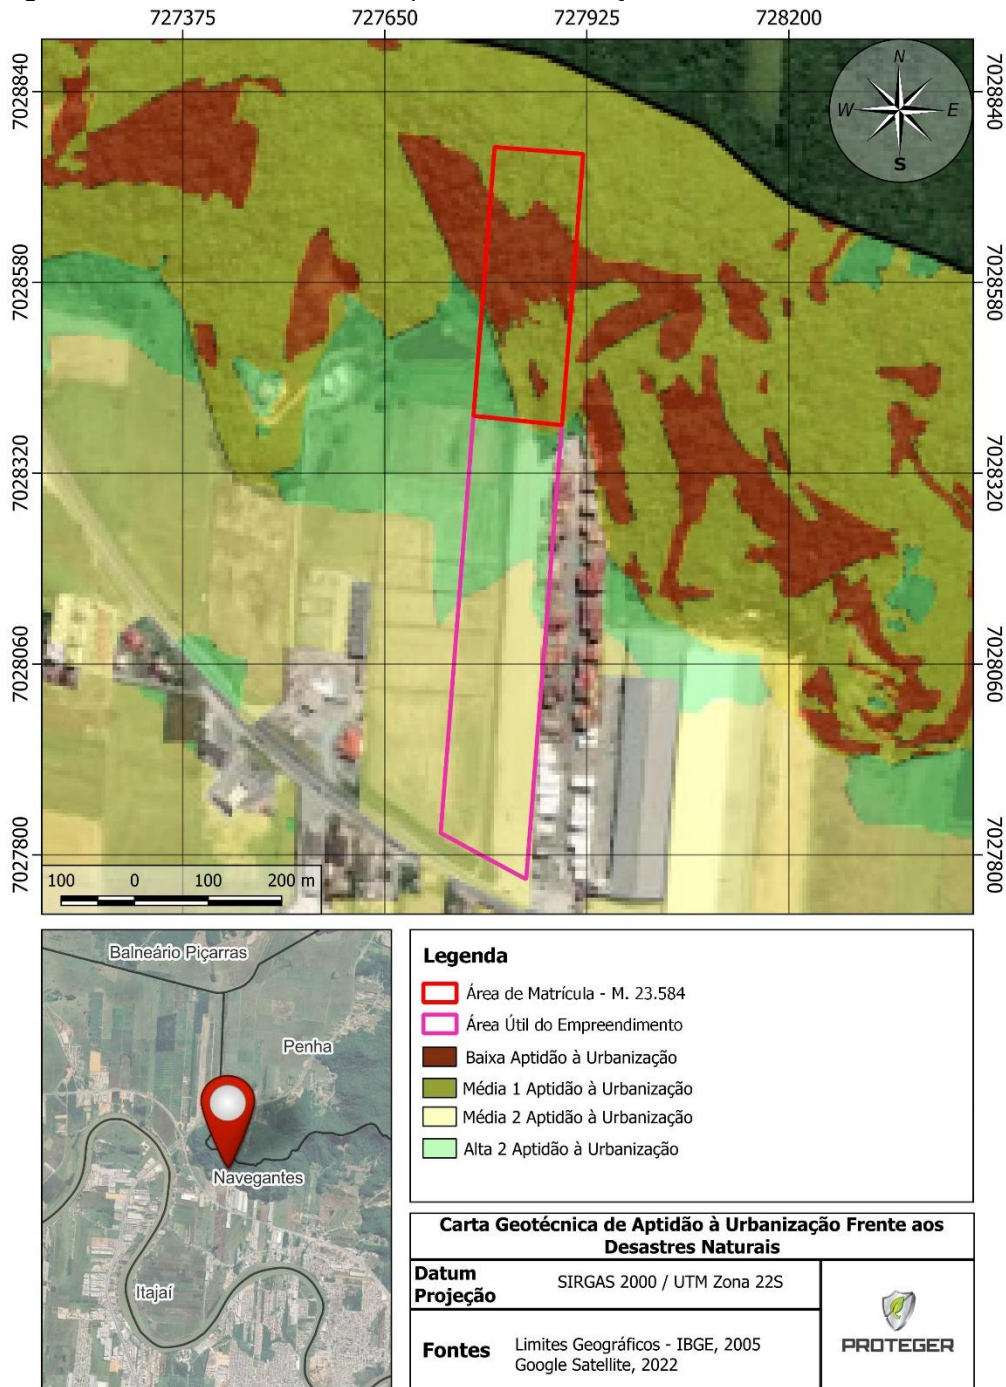 727375 727650 727925 728200
7028840 7028840
N
W E
S
7028580 7028580
7028320 7028320
7028060 7028060
7027800 7027800
100 0 100 200 m
Balneário Piçarras
Penha
Navegantes
Itajaí
Legenda
Área de Matrícula - M. 23.584
Área Útil do Empreendimento
Baixa Aptidão à Urbanização
Média 1 Aptidão à Urbanização
Média 2 Aptidão à Urbanização
Alta 2 Aptidão à Urbanização
Carta Geotécnica de Aptidão à Urbanização Frente aos
Desastres Naturais
Datum
Projeção
SIRGAS 2000 / UTM Zona 22S
Fontes
Limites Geográficos - IBGE, 2005
Google Satellite, 2022
PROTEGER